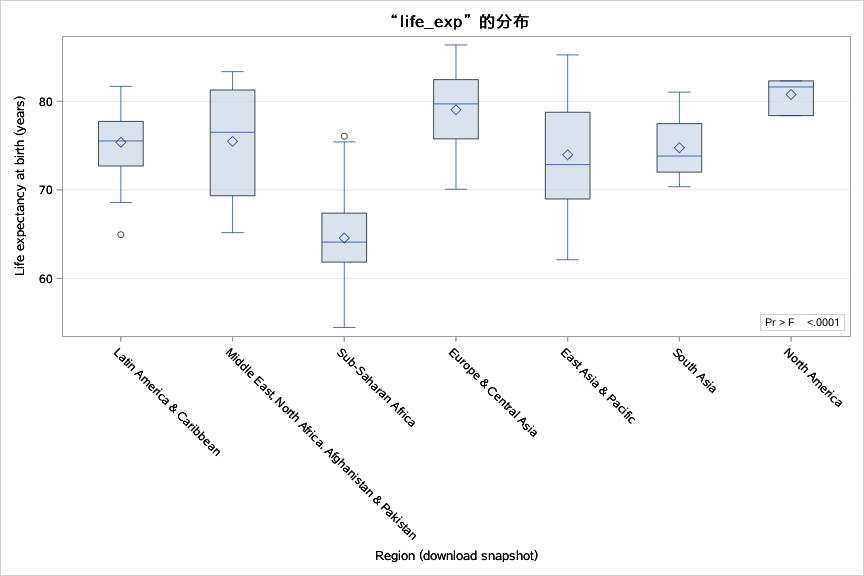 “life_exp”的分布
Life expectancy at birth (years)
80
70
60
Pr > F <.0001
Latin America & Caribbean
Middle East, North Africa, Afghanistan & Pakistan
Sub-Saharan Africa
Europe & Central Asia
East Asia & Pacific
South Asia
North America
Region (download snapshot)